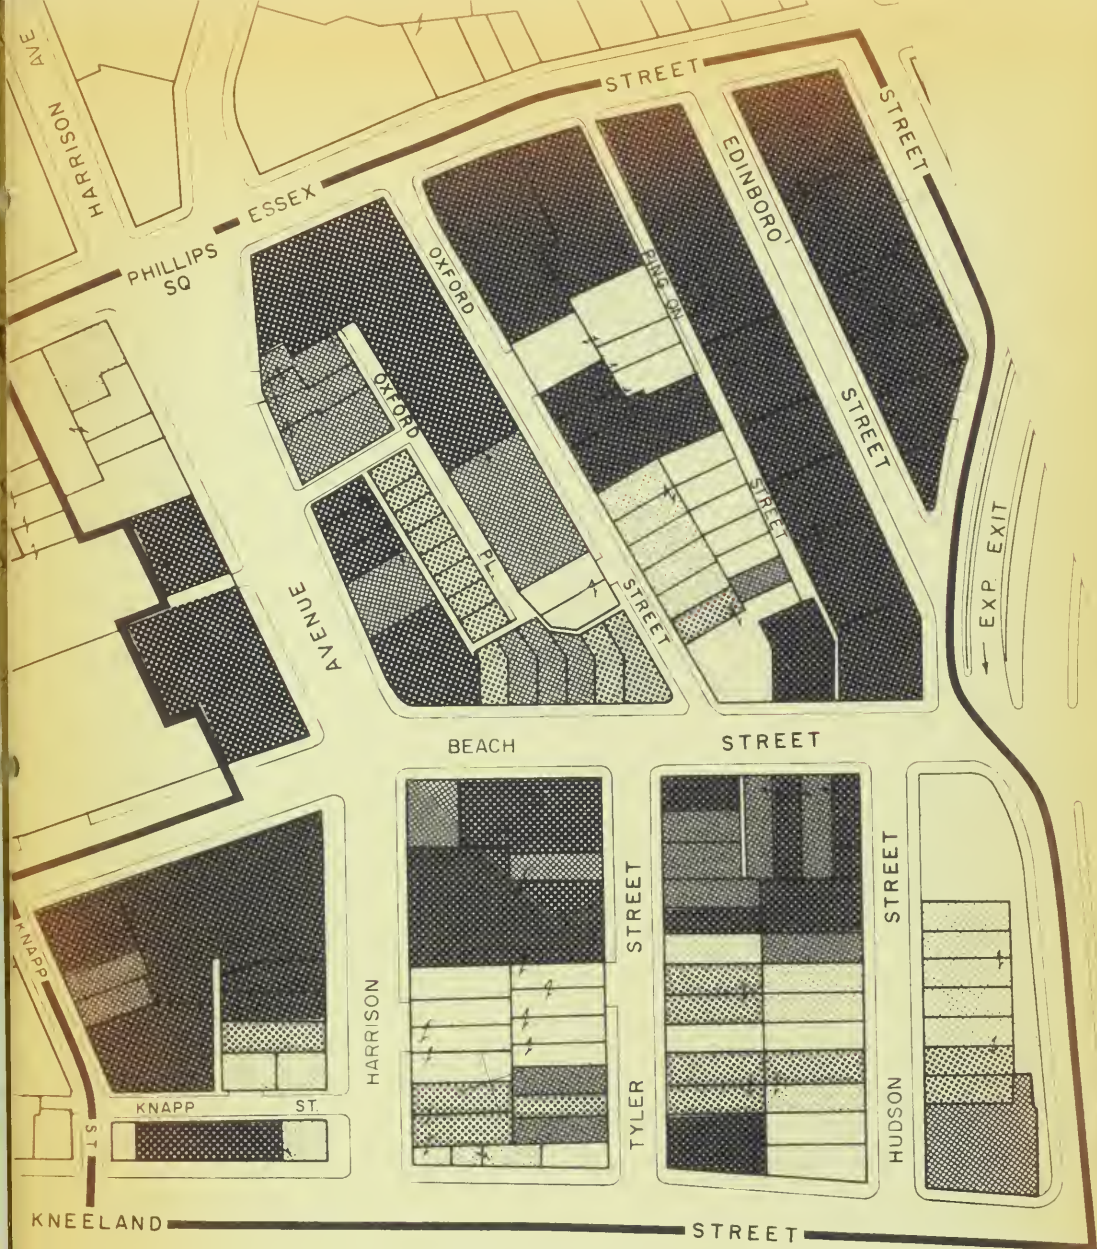 HARRISON AVE
STREET
STREET
ESSEX
PHILLIPS
SQ
EDINBORO'
STREET
OXFORD
STREET
PING ON
STREET
OXFORD
PL.
AVENUE
← EXP. EXIT
BEACH STREET
KNAPP
ST.
HARRISON
STREET
TYLER
STREET
HUDSON
KNAPP ST.
KNEELAND STREET